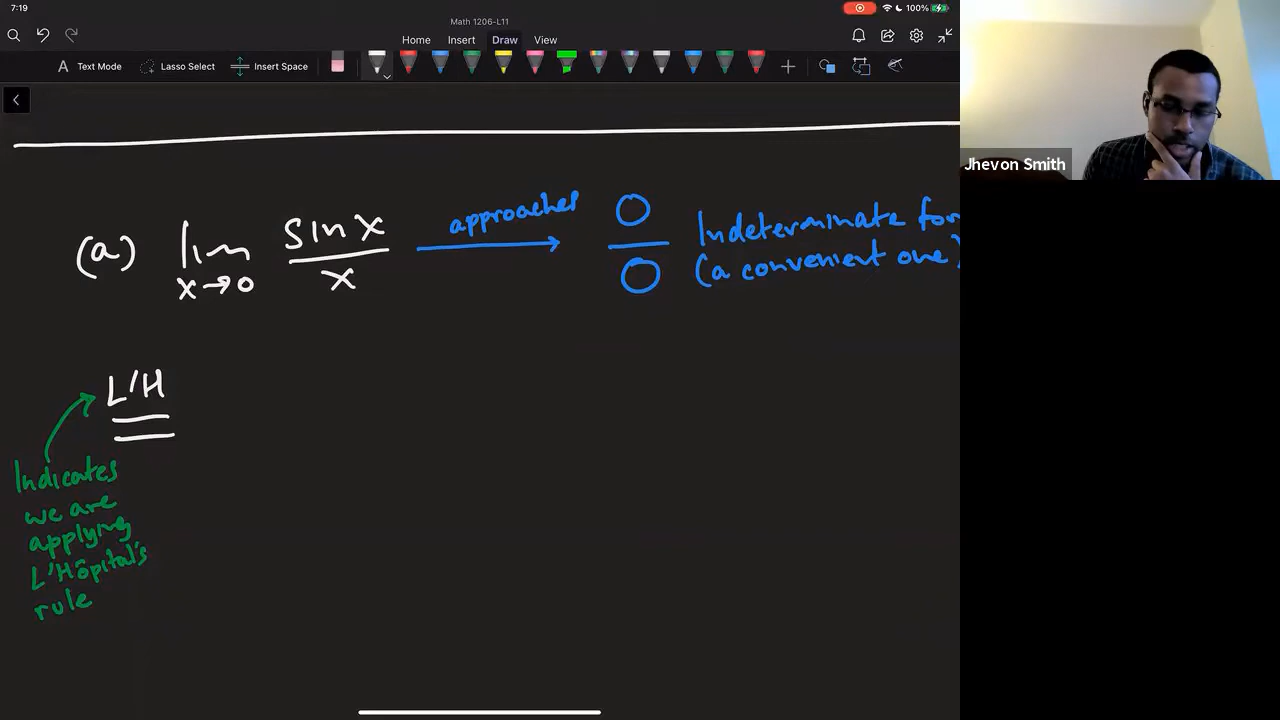 7:19
100%
Math 1206-L11
Home Insert Draw View
Text Mode Lasso Select Insert Space
Jhevon Smith
(a) lim x→0 sin x / x approaches 0 / 0 Indeterminate for
(a convenient one)
L'H
Indicates
we are
applying
L'Hôpital's
rule